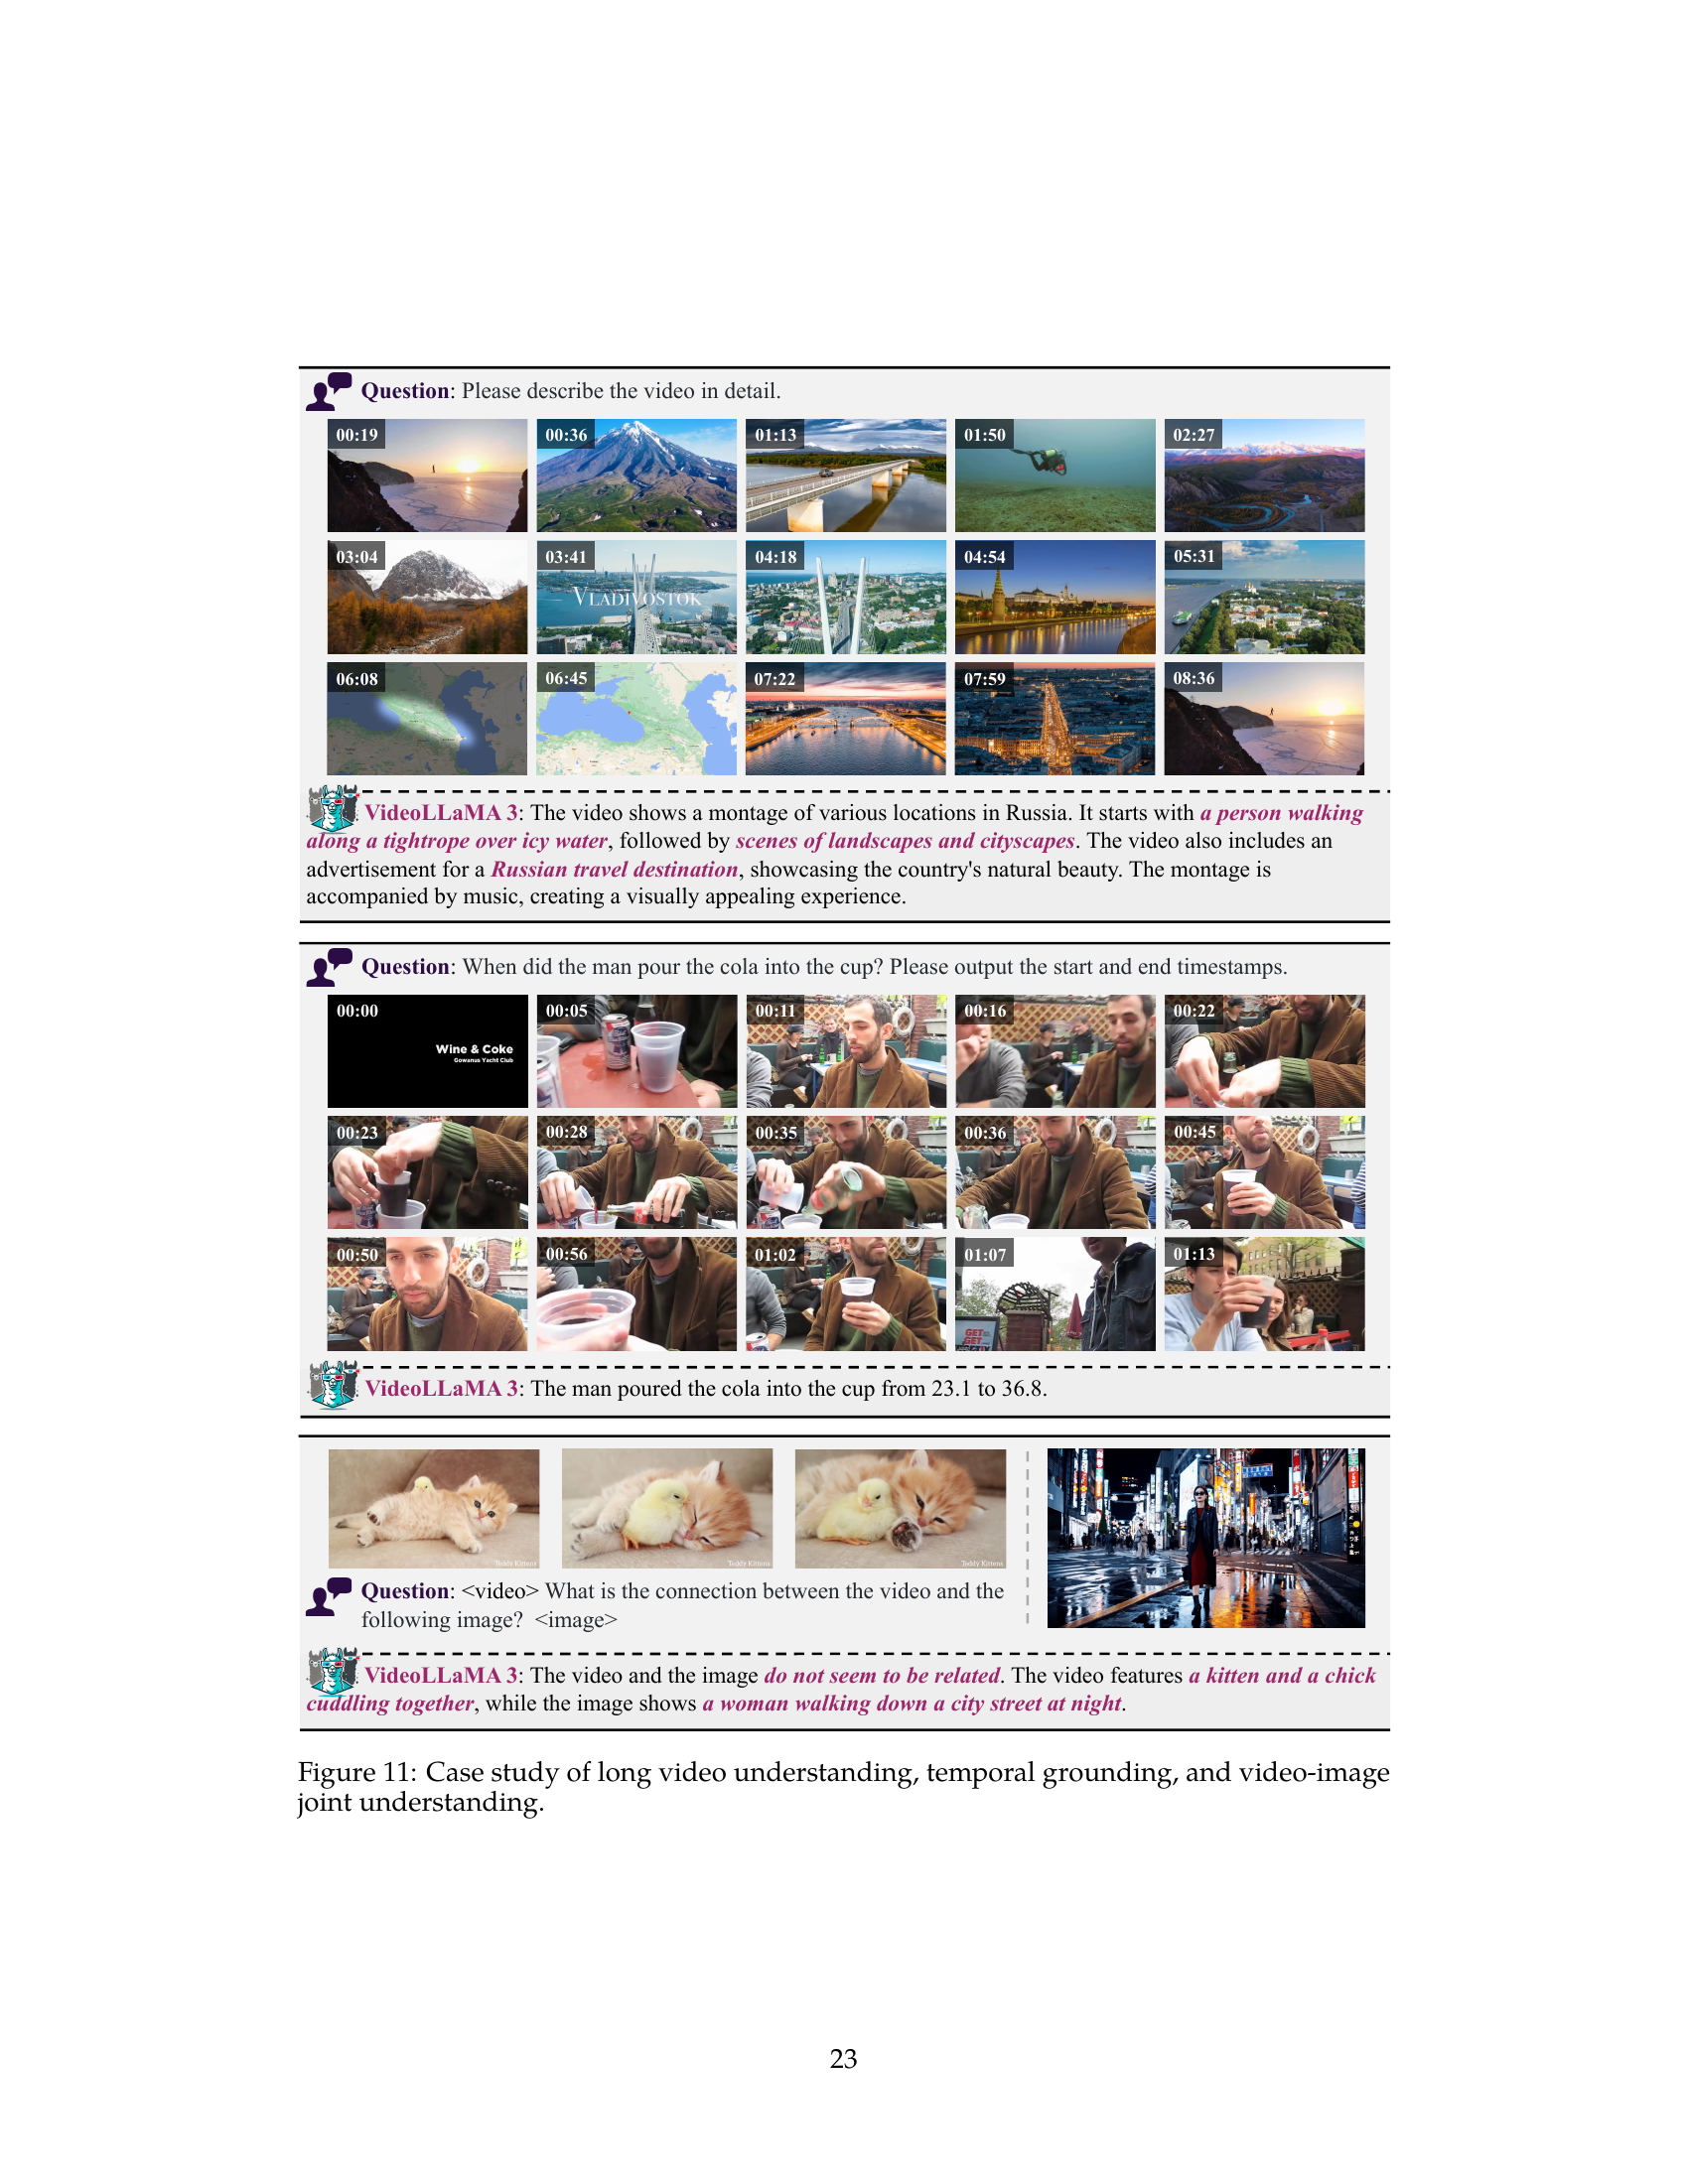 Question: Please describe the video in detail.
00:19 00:36 01:13 01:50 02:27
03:04 03:41 04:18 04:54 05:31
VLADIVOSTOK
06:08 06:45 07:22 07:59 08:36
VideoLLaMA 3: The video shows a montage of various locations in Russia. It starts with a person walking
along a tightrope over icy water, followed by scenes of landscapes and cityscapes. The video also includes an
advertisement for a Russian travel destination, showcasing the country's natural beauty. The montage is
accompanied by music, creating a visually appealing experience.
Question: When did the man pour the cola into the cup? Please output the start and end timestamps.
00:00 00:05 00:11 00:16 00:22
Wine & Coke
Gowanus Yacht Club
00:23 00:28 00:35 00:36 00:45
00:50 00:56 01:02 01:07 01:13
GET
GET
VideoLLaMA 3: The man poured the cola into the cup from 23.1 to 36.8.
Teddy Kittens Teddy Kittens Teddy Kittens
Question: <video> What is the connection between the video and the
following image? <image>
VideoLLaMA 3: The video and the image do not seem to be related. The video features a kitten and a chick
cuddling together, while the image shows a woman walking down a city street at night.
Figure 11: Case study of long video understanding, temporal grounding, and video-image
joint understanding.
23